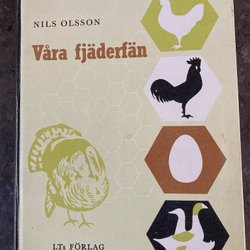 NILS OLSSON
Våra fjäderfän
LTs FÖRLAG